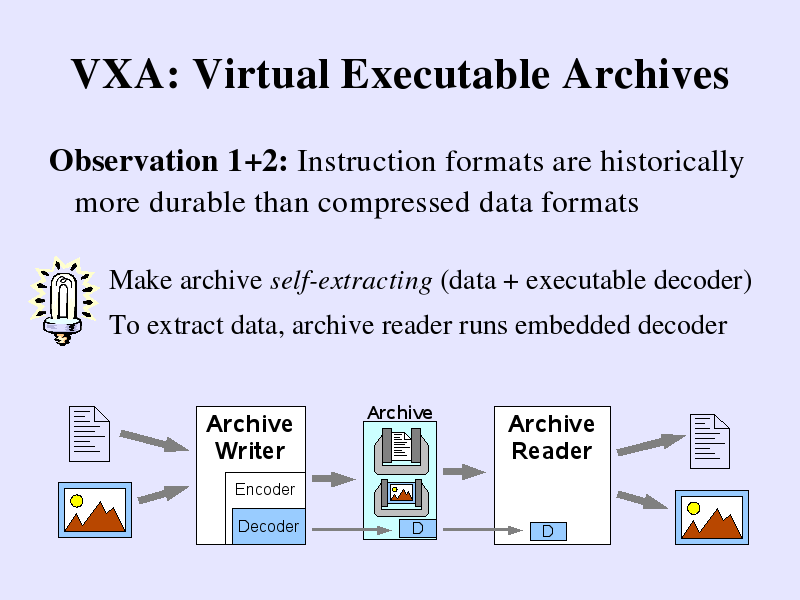 VXA: Virtual Executable Archives
Observation 1+2: Instruction formats are historically
more durable than compressed data formats
Make archive self-extracting (data + executable decoder)
To extract data, archive reader runs embedded decoder
Archive
Writer
Encoder
Decoder
Archive
D
Archive
Reader
D